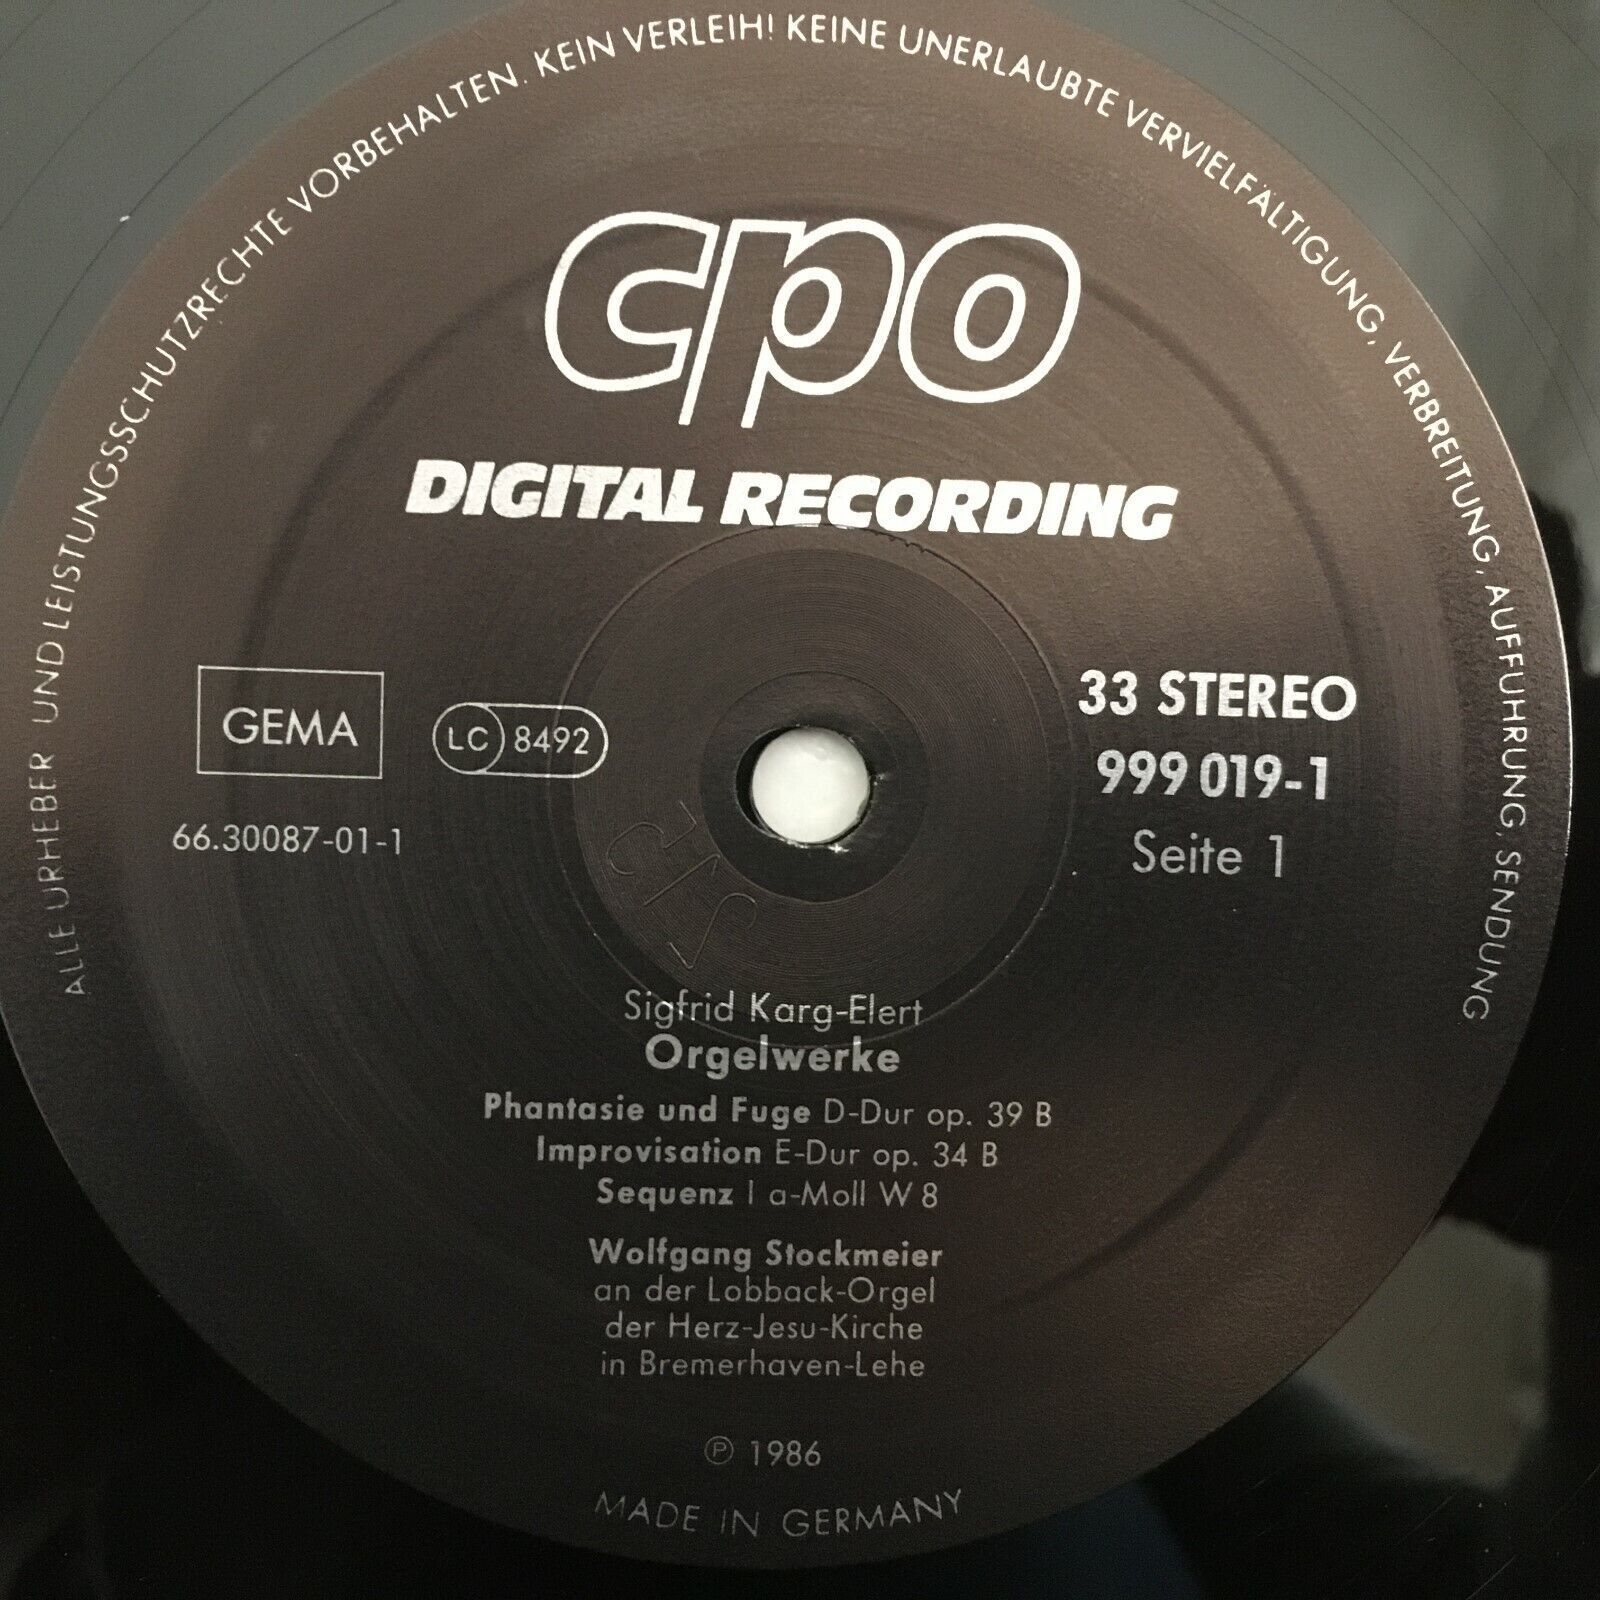 ALLE URHEBER UND LEISTUNGSSCHUTZRECHTE VORBEHALTEN. KEIN VERLEIH! KEINE UNERLAUBTE VERVIELFÄLTIGUNG, VERBREITUNG, AUFFÜHRUNG, SENDUNG
cpo
DIGITAL RECORDING
GEMA
LC 8492
66.30087-01-1
33 STEREO
999 019-1
Seite 1
Sigfrid Karg-Elert
Orgelwerke
Phantasie und Fuge D-Dur op. 39 B
Improvisation E-Dur op. 34 B
Sequenz I a-Moll W 8
Wolfgang Stockmeier
an der Lobback-Orgel
der Herz-Jesu-Kirche
in Bremerhaven-Lehe
℗ 1986
MADE IN GERMANY